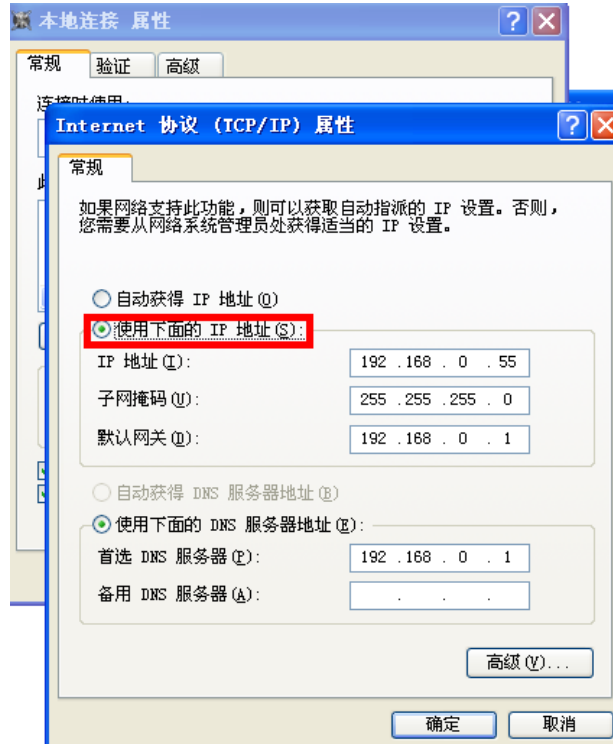 本地连接 属性
常规 验证 高级
连接时使用:
Internet 协议 (TCP/IP) 属性
常规
如果网络支持此功能，则可以获取自动指派的 IP 设置。否则，
您需要从网络系统管理员处获得适当的 IP 设置。
自动获得 IP 地址(O)
使用下面的 IP 地址(S):
IP 地址(I): 192 .168 . 0 . 55
子网掩码(U): 255 .255 .255 . 0
默认网关(D): 192 .168 . 0 . 1
自动获得 DNS 服务器地址(B)
使用下面的 DNS 服务器地址(E):
首选 DNS 服务器(P): 192 .168 . 0 . 1
备用 DNS 服务器(A): . . .
高级(V)...
确定 取消